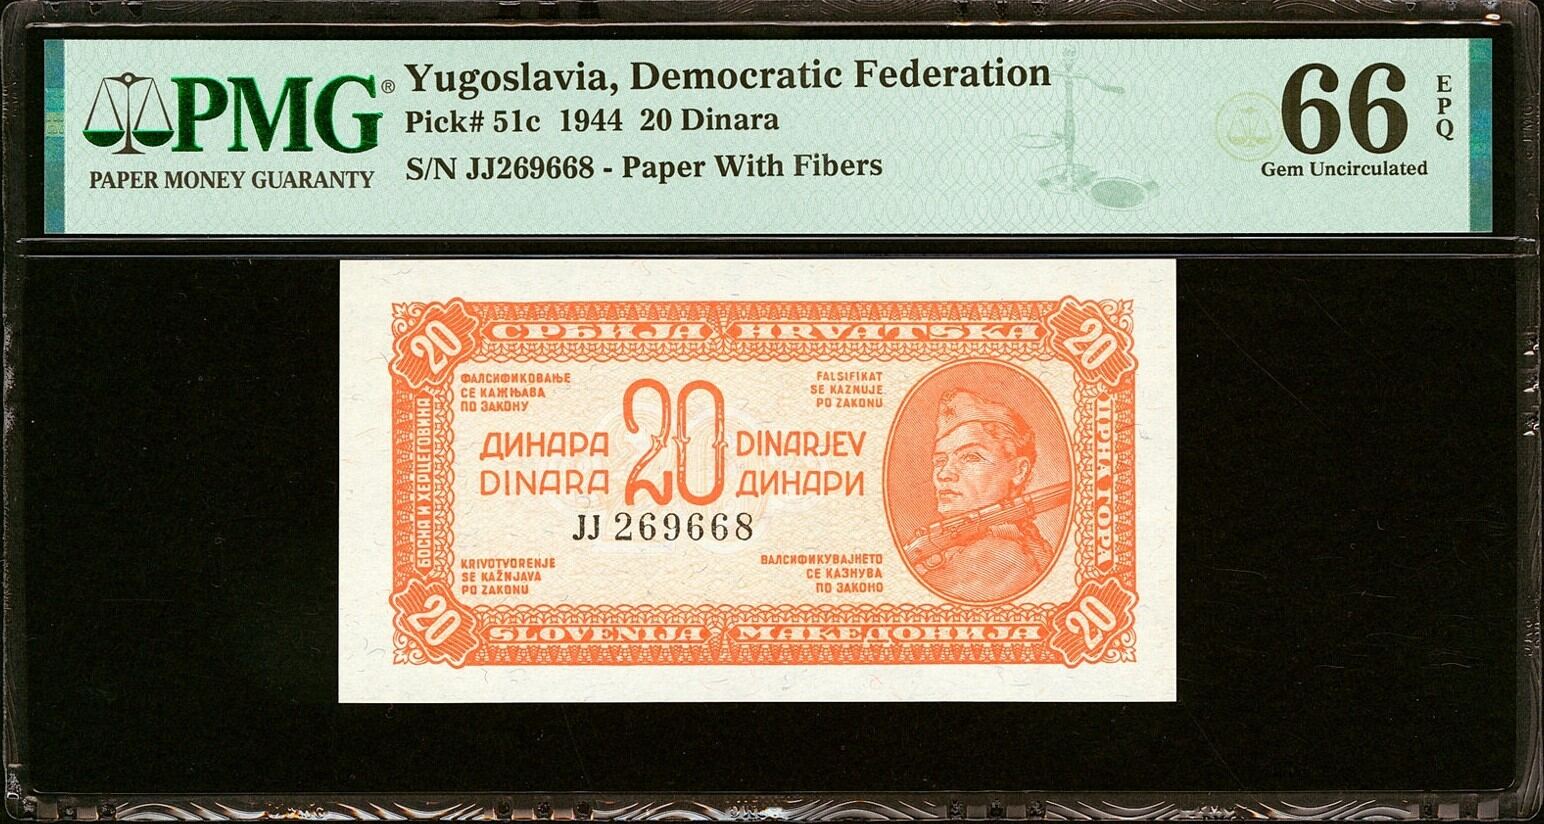 PMG®
PAPER MONEY GUARANTY
Yugoslavia, Democratic Federation
Pick# 51c 1944 20 Dinara
S/N JJ269668 - Paper With Fibers
66
EPQ
Gem Uncirculated
20
СРБИЈА HRVATSKA
20
ФАЛСИФИКОВАЊЕ
СЕ КАЖЊАВА
ПО ЗАКОНУ
FALSIFIKAT
SE KAZNUJE
PO ZAKONU
БОСНА И ХЕРЦЕГОВИНА
ЦРНА ГОРА
ДИНАРА
DINARA
20
DINARJEV
ДИНАРИ
JJ 269668
KRIVOTVORENJE
SE KAŽNJAVA
PO ZAKONU
ВАЛСИФИКУВАЈНЕТО
СЕ КАЗНУВА
ПО ЗАКОНО
20
SLOVENIJA МАКЕДОНИЈА
20